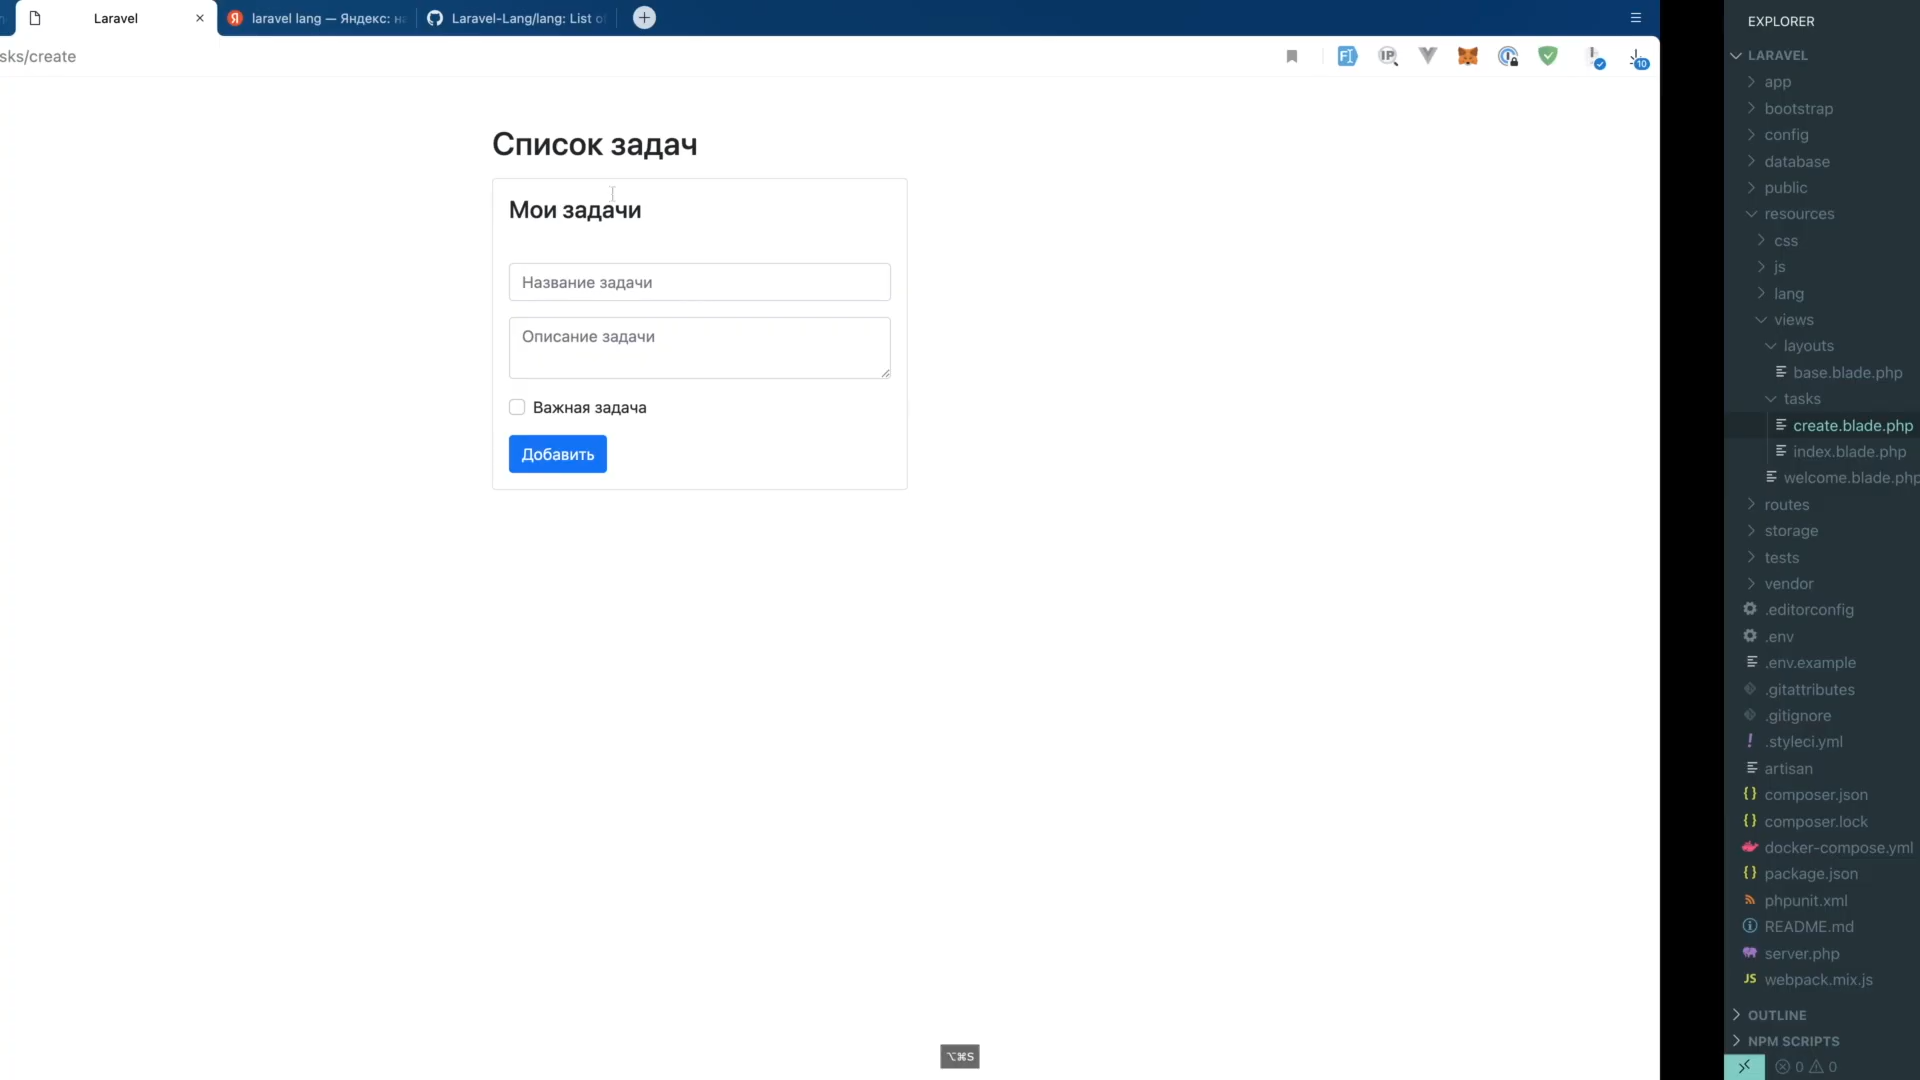 Laravel
laravel lang — Яндекс: н
Laravel-Lang/lang: List o
sks/create
10
Список задач
Мои задачи
Название задачи
Описание задачи
Важная задача
Добавить
⌥⌘S
EXPLORER
LARAVEL
app
bootstrap
config
database
public
resources
css
js
lang
views
layouts
base.blade.php
tasks
create.blade.php
index.blade.php
welcome.blade.php
routes
storage
tests
vendor
.editorconfig
.env
.env.example
.gitattributes
.gitignore
.styleci.yml
artisan
composer.json
composer.lock
docker-compose.yml
package.json
phpunit.xml
README.md
server.php
JS webpack.mix.js
OUTLINE
NPM SCRIPTS
0 0